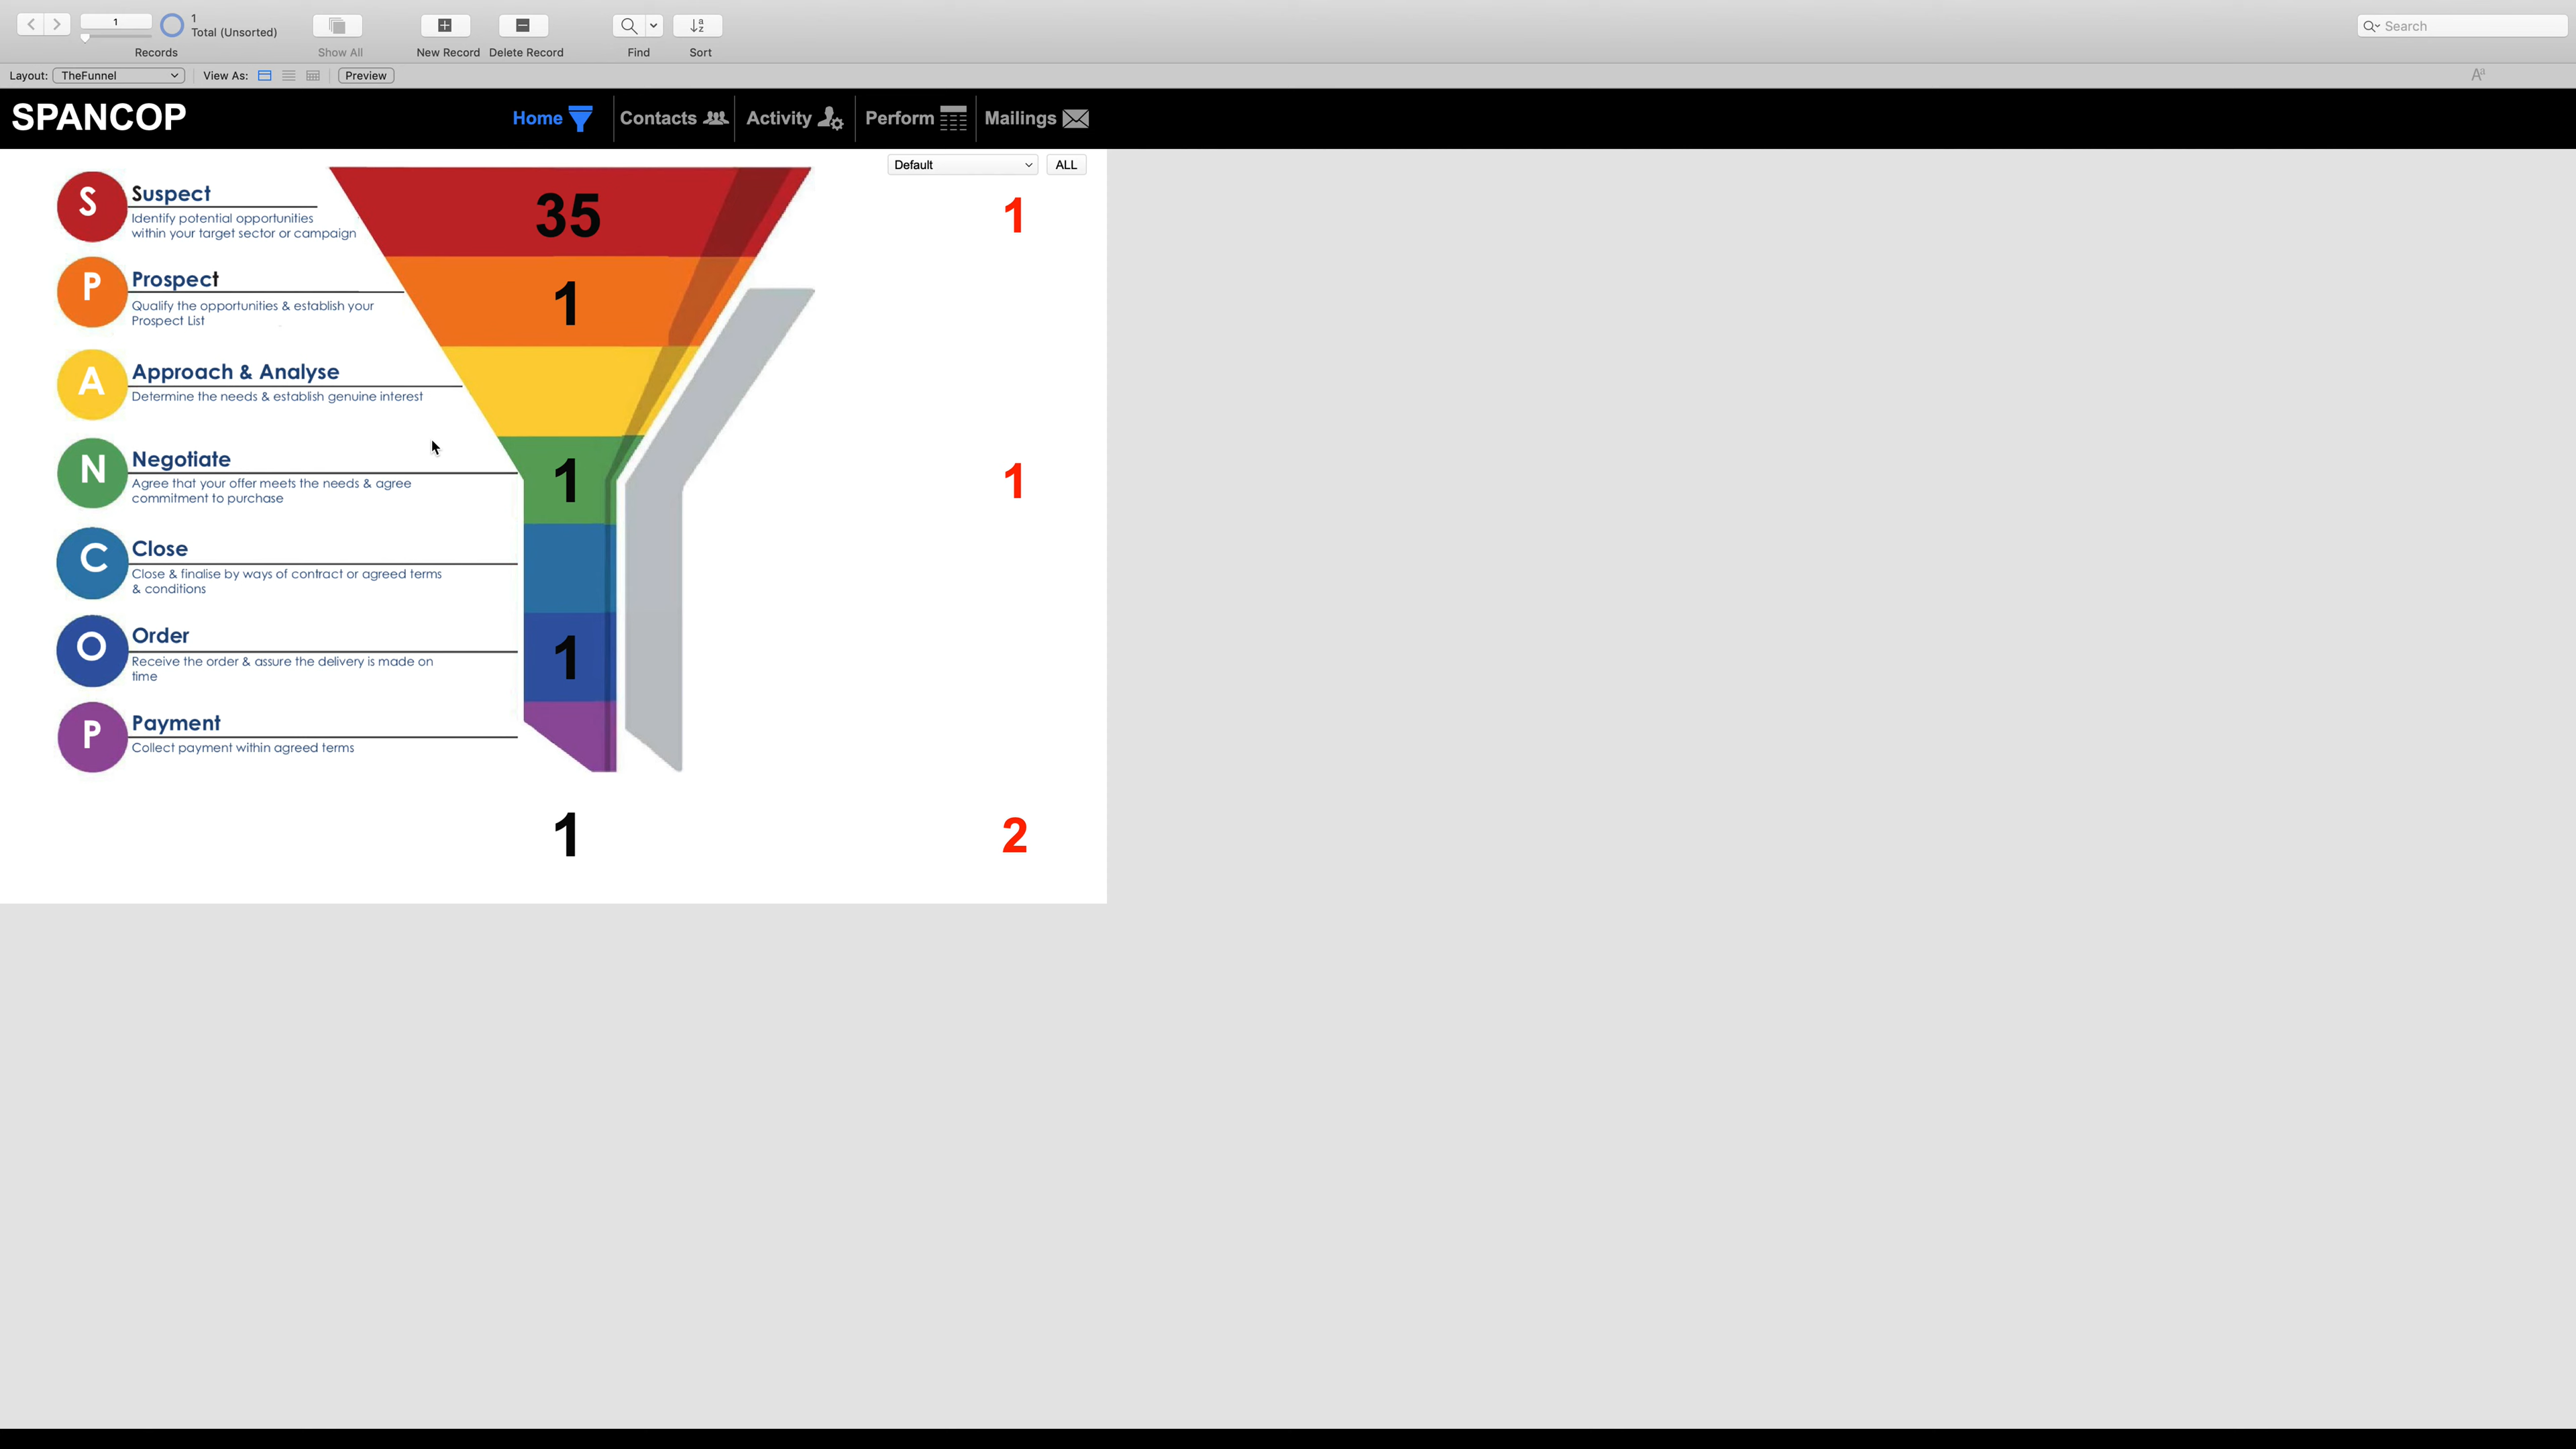 1
1
Total (Unsorted)
Records
Show All
New Record
Delete Record
Find
Sort
Search
Layout: TheFunnel
View As:
Preview
SPANCOP
Home
Contacts
Activity
Perform
Mailings
Default
ALL
S
Suspect
Identify potential opportunities
within your target sector or campaign
35
1
P
Prospect
Qualify the opportunities & establish your
Prospect List
1
A
Approach & Analyse
Determine the needs & establish genuine interest
N
Negotiate
Agree that your offer meets the needs & agree
commitment to purchase
1
1
C
Close
Close & finalise by ways of contract or agreed terms
& conditions
O
Order
Receive the order & assure the delivery is made on
time
1
P
Payment
Collect payment within agreed terms
1
2